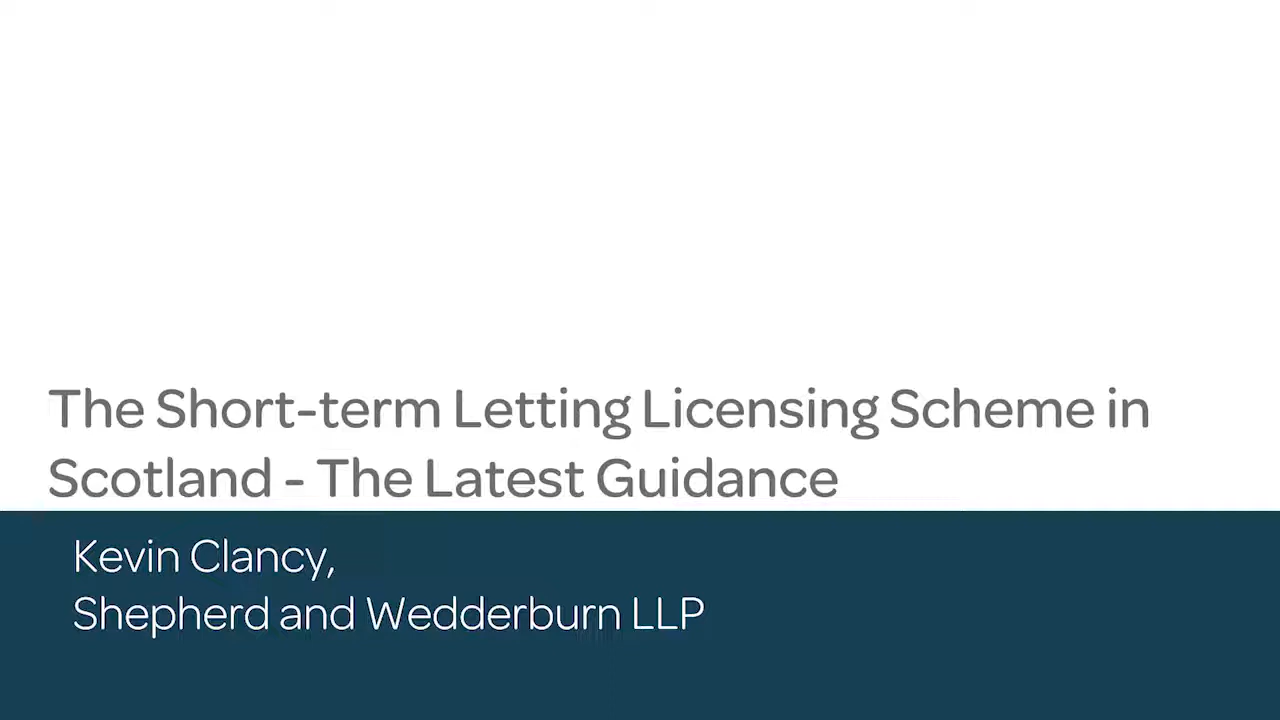 The Short-term Letting Licensing Scheme in
Scotland - The Latest Guidance
Kevin Clancy,
Shepherd and Wedderburn LLP